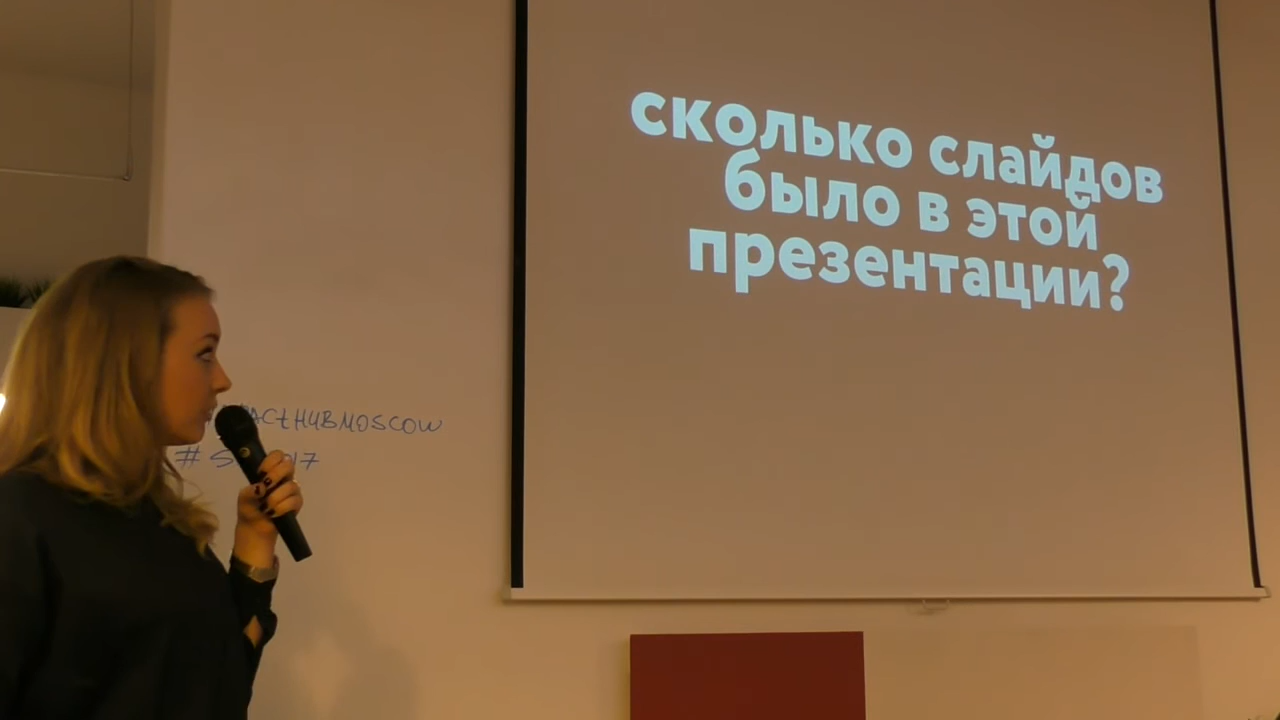 сколько слайдов
было в этой
презентации?